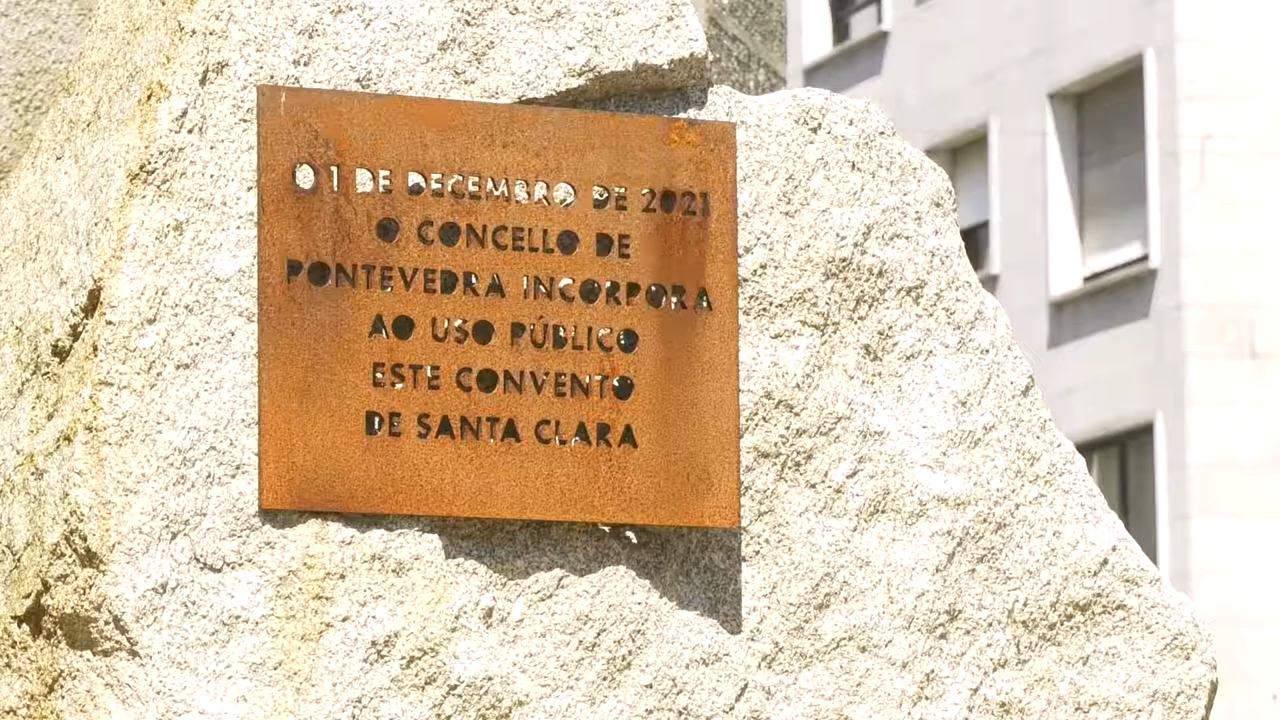 O 1 DE DECEMBRO DE 2021
O CONCELLO DE
PONTEVEDRA INCORPORA
AO USO PÚBLICO
ESTE CONVENTO
DE SANTA CLARA